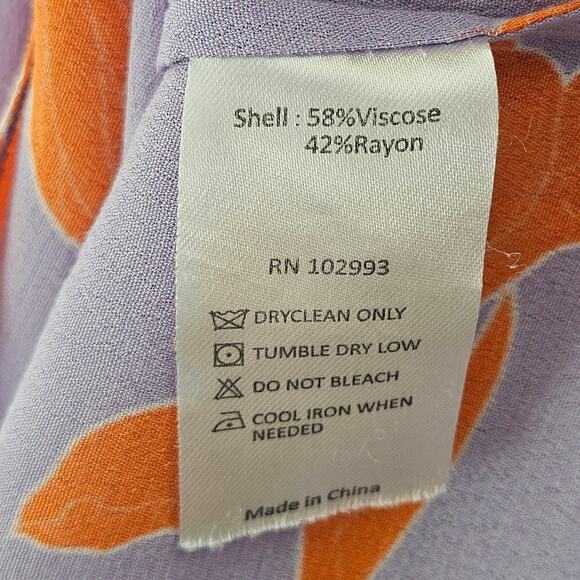 Shell : 58%Viscose
42%Rayon
RN 102993
DRYCLEAN ONLY
TUMBLE DRY LOW
DO NOT BLEACH
COOL IRON WHEN
NEEDED
Made in China